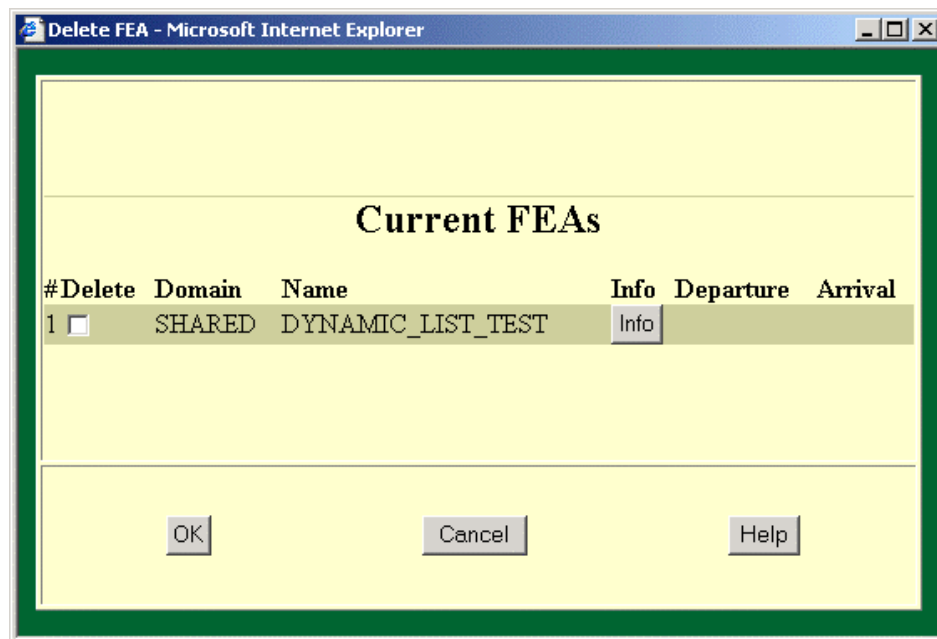 Delete FEA - Microsoft Internet Explorer
Current FEAs
#Delete Domain Name Info Departure Arrival
1 SHARED DYNAMIC_LIST_TEST Info
OK Cancel Help